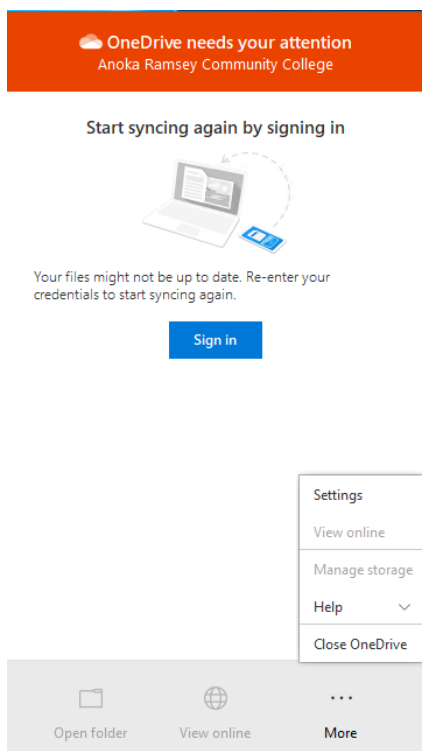 OneDrive needs your attention
Anoka Ramsey Community College
Start syncing again by signing in
Your files might not be up to date. Re-enter your
credentials to start syncing again.
Sign in
Settings
View online
Manage storage
Help
Close OneDrive
Open folder
View online
More